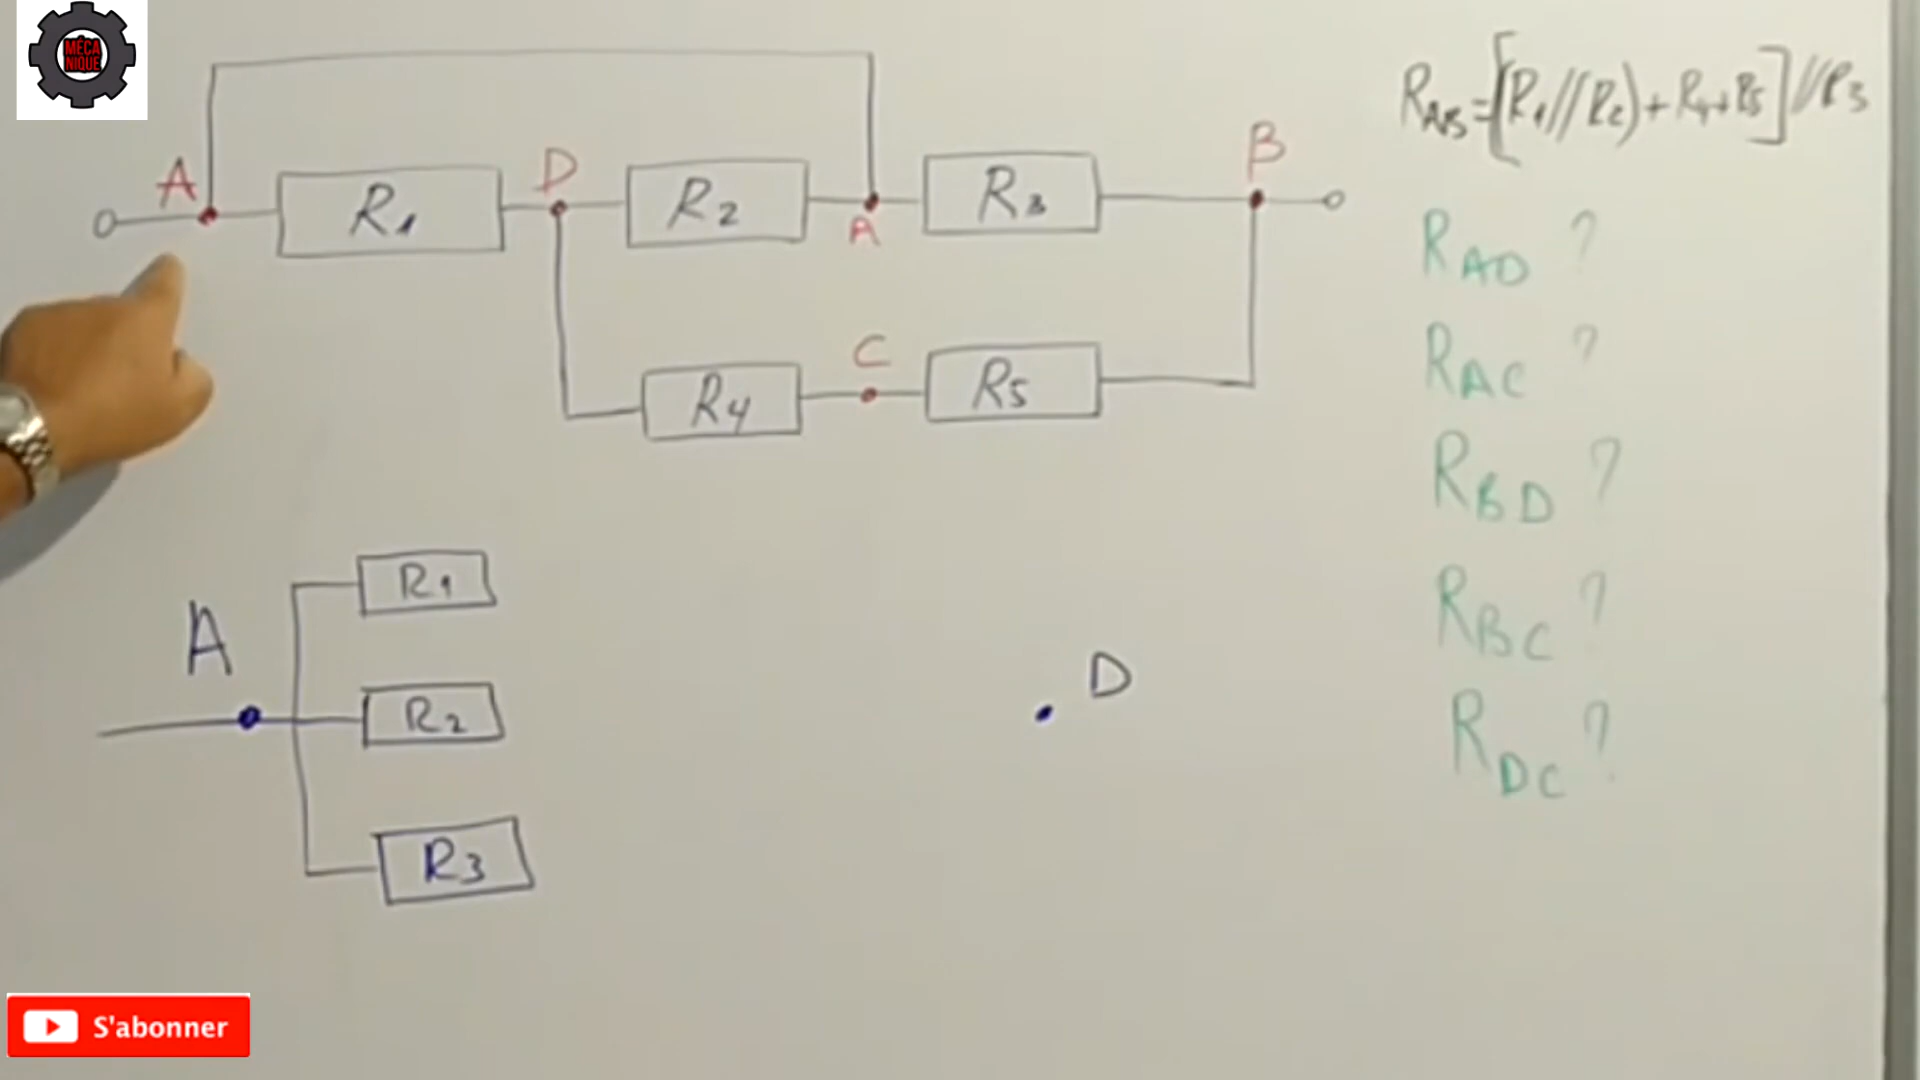 MÉCA
NIQUE
R_AB=[(R1//R2)+R4+R5]//R3
A
R1
D
R2
A
R3
B
R_AD ?
R4
C
R5
R_AC ?
R_BD ?
A
R1
R2
R3
D
R_BC ?
R_DC ?
S'abonner